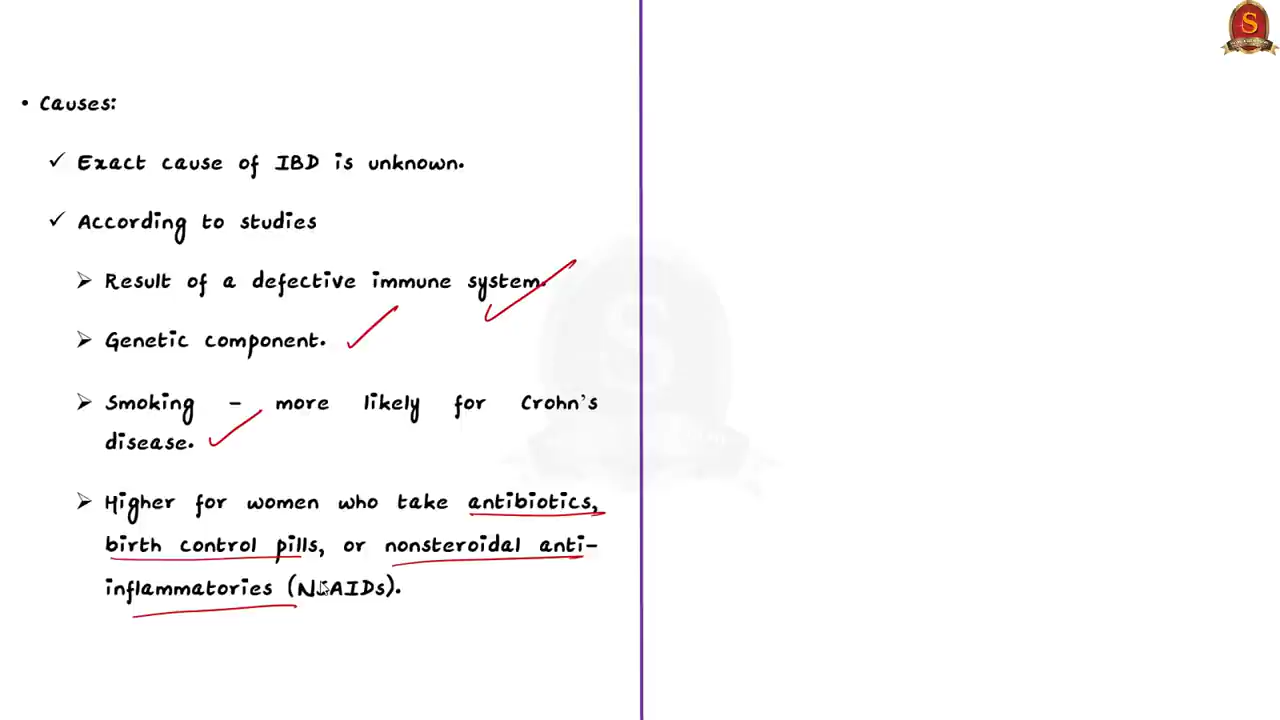 • Causes:
✓ Exact cause of IBD is unknown.
✓ According to studies
➢ Result of a defective immune system.
➢ Genetic component.
➢ Smoking – more likely for Crohn's
disease.
➢ Higher for women who take antibiotics,
birth control pills, or nonsteroidal anti-
inflammatories (NSAIDs).
S